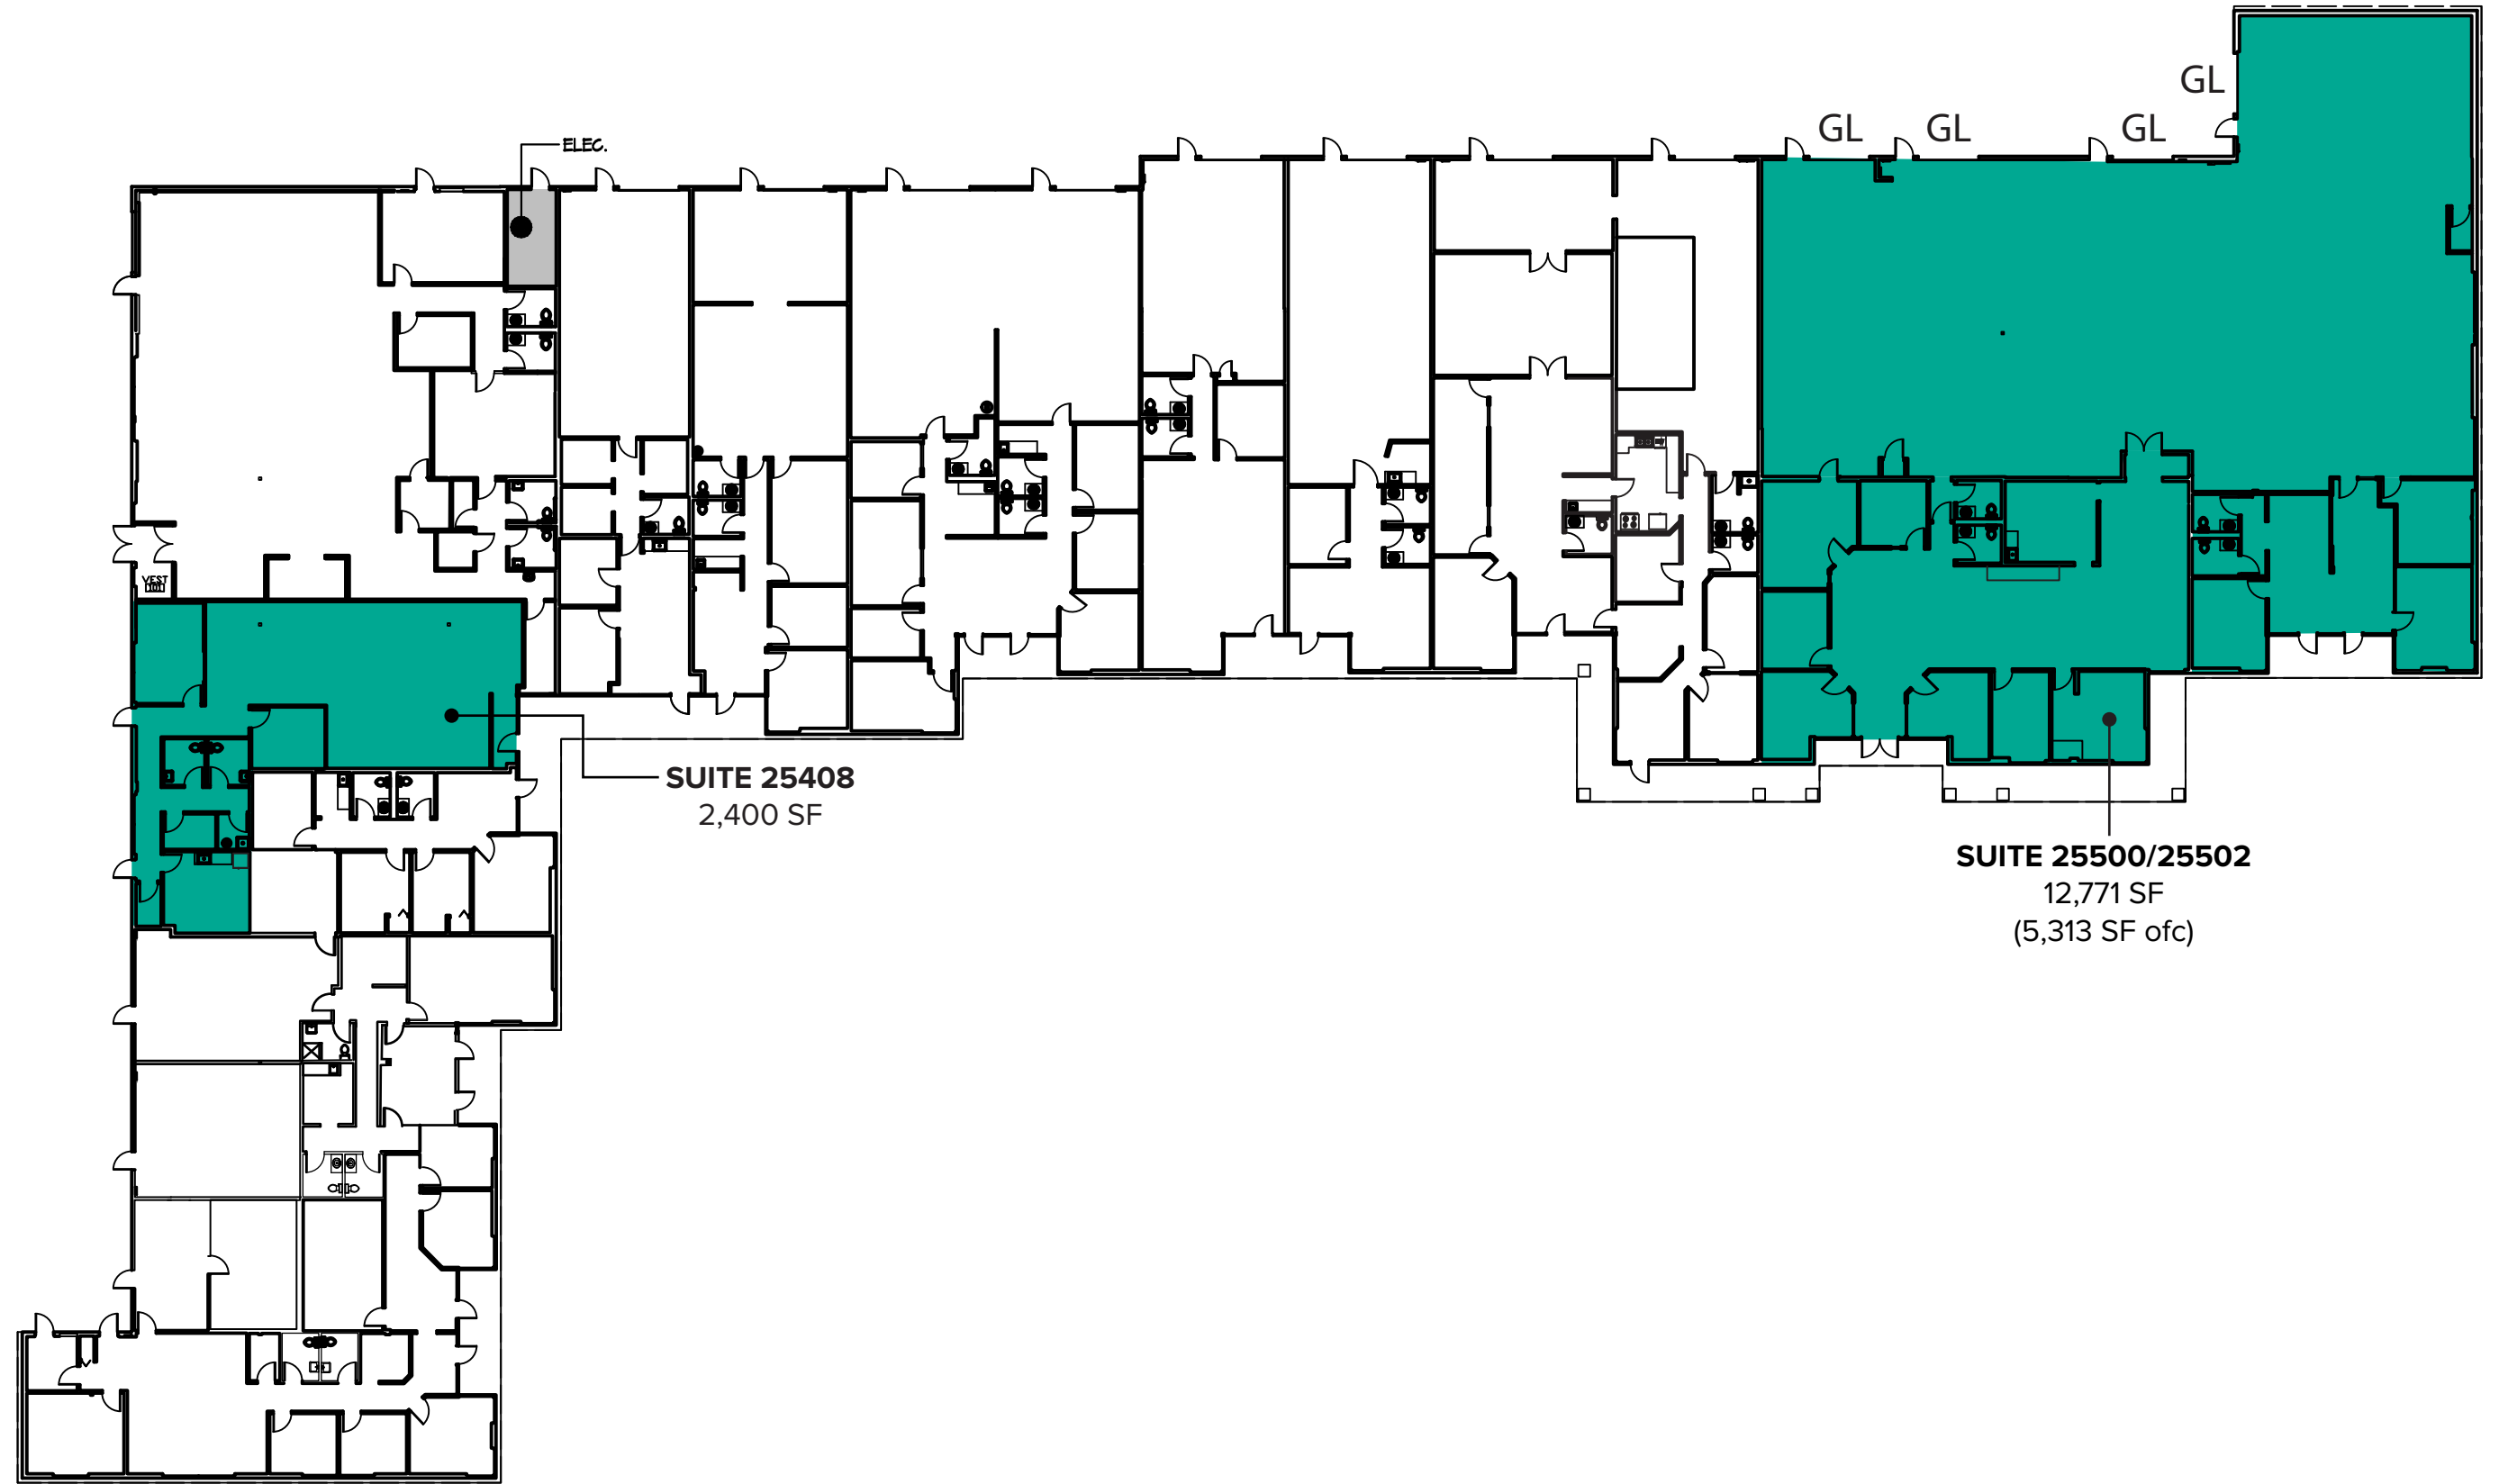 GL
GL
GL
GL
ELEC.
VEST
101
SUITE 25408
2,400 SF
SUITE 25500/25502
12,771 SF
(5,313 SF ofc)